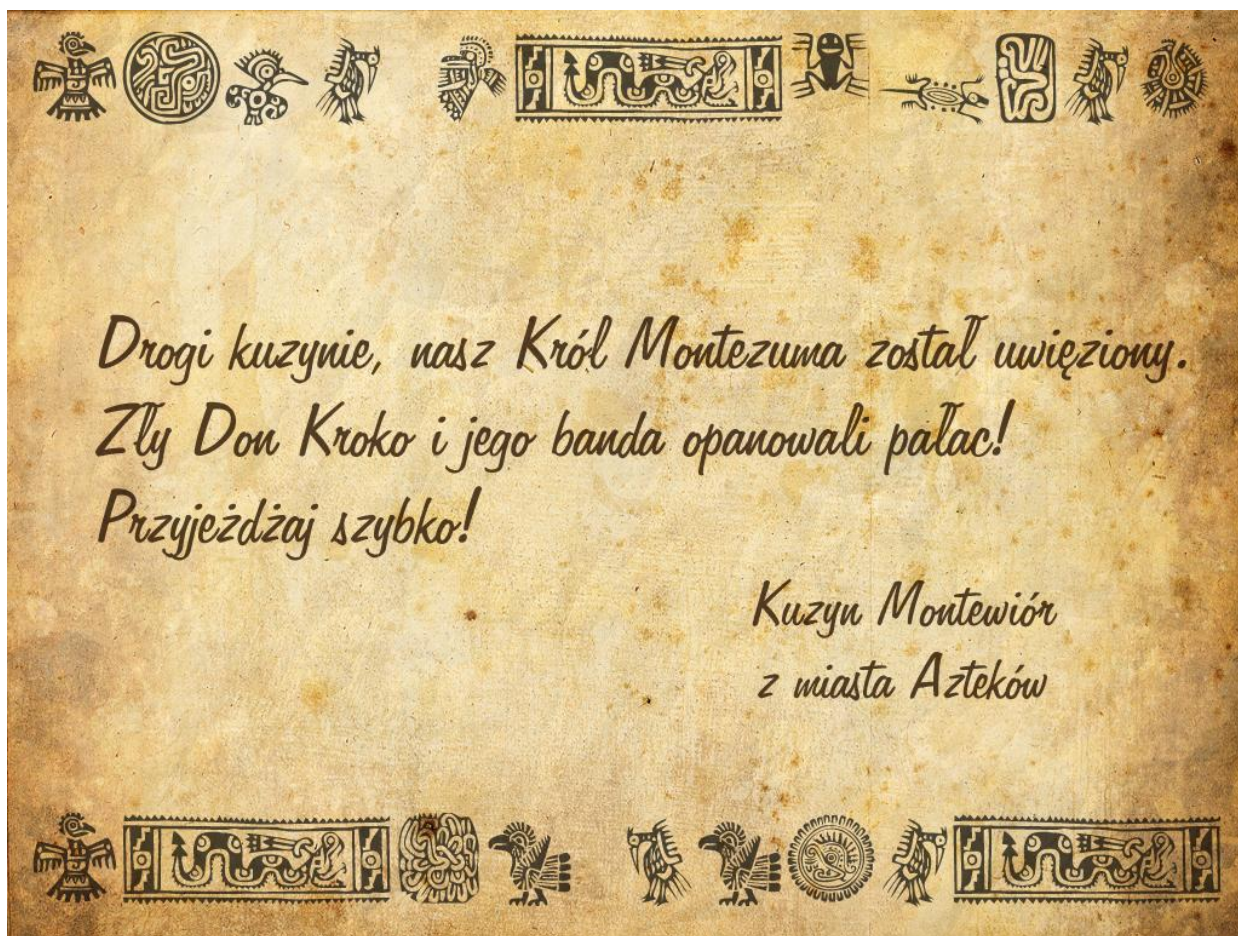 Drogi kuzynie, nasz Król Montezuma został uwięziony.
Zły Don Kroko i jego banda opanowali pałac!
Przyjeżdżaj szybko!
Kuzyn Montewiór
z miasta Azteków